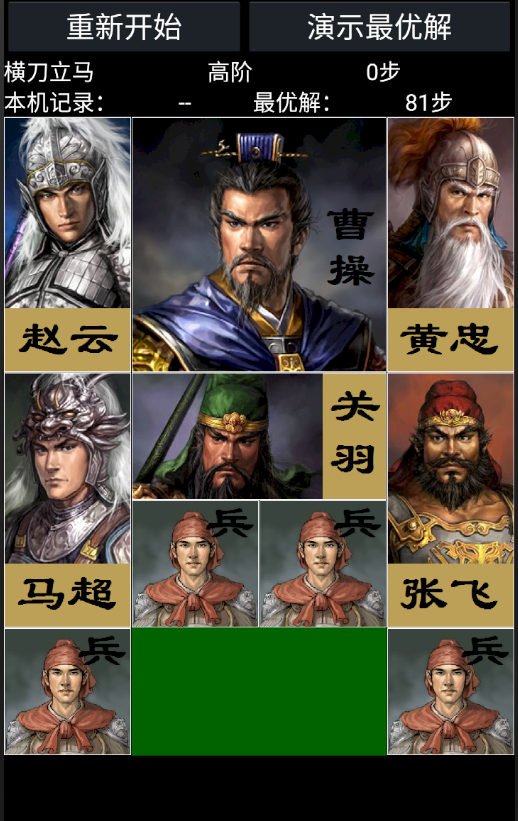 重新开始 演示最优解
横刀立马 高阶 0步
本机记录： -- 最优解： 81步
曹操
赵云 黄忠
关羽
兵 兵
马超 张飞
兵 兵